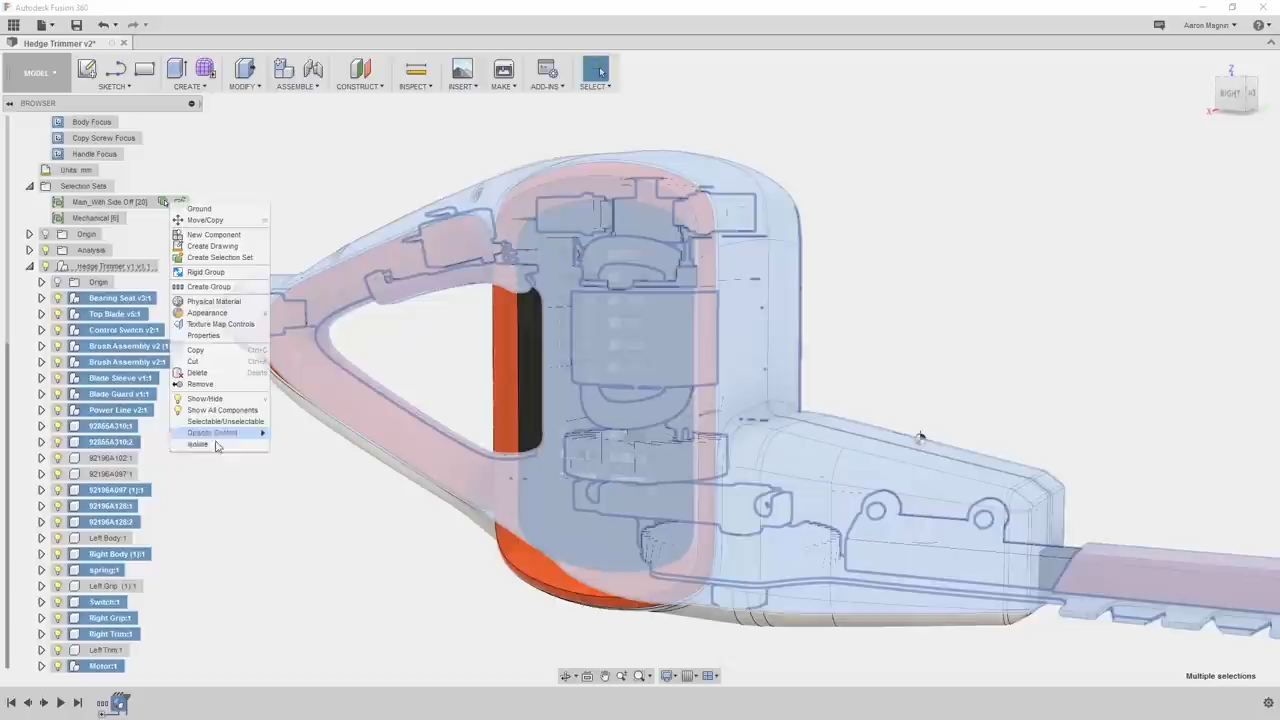 Autodesk Fusion 360
Aaron Magnin
Hedge Trimmer v2*
MODEL
SKETCH
CREATE
MODIFY
ASSEMBLE
CONSTRUCT
INSPECT
INSERT
MAKE
ADD-INS
SELECT
BROWSER
Z
RIGHT
X
Body Focus
Copy Screw Focus
Handle Focus
Units: mm
Selection Sets
Main_With Side Off [20]
Mechanical [6]
Origin
Analysis
Hedge Trimmer v1 v1:1
Origin
Bearing Seat v3:1
Top Blade v5:1
Control Switch v2:1
Brush Assembly v2 (1)
Brush Assembly v2:1
Blade Sleeve v1:1
Blade Guard v1:1
Power Line v2:1
92855A310:1
92855A310:2
92196A102:1
92196A097:1
92196A097 (1):1
92196A128:1
92196A128:2
Left Body:1
Right Body (1):1
spring:1
Left Grip (1):1
Switch:1
Right Grip:1
Right Trim:1
Left Trim:1
Motor:1
Ground
Move/Copy
New Component
Create Drawing
Create Selection Set
Rigid Group
Create Group
Physical Material
Appearance
Texture Map Controls
Properties
Copy Ctrl+C
Cut
Delete Delete
Remove
Show/Hide
Show All Components
Selectable/Unselectable
Opacity Control
Isolate
Multiple selections